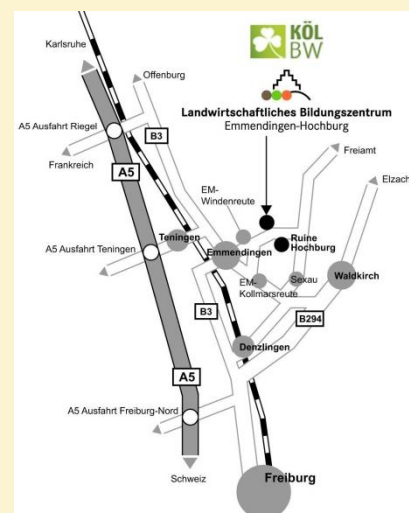 KÖL
BW
Landwirtschaftliches Bildungszentrum
Emmendingen-Hochburg
Karlsruhe
Offenburg
A5 Ausfahrt Riegel
B3
Frankreich
A5
Freiamt
Elzach
EM-
Windenreute
Ruine
Hochburg
Teningen
A5 Ausfahrt Teningen
Emmendingen
EM-
Kollmarsreute
Sexau
Waldkirch
B3
B294
Denzlingen
A5
A5 Ausfahrt Freiburg-Nord
Schweiz
Freiburg